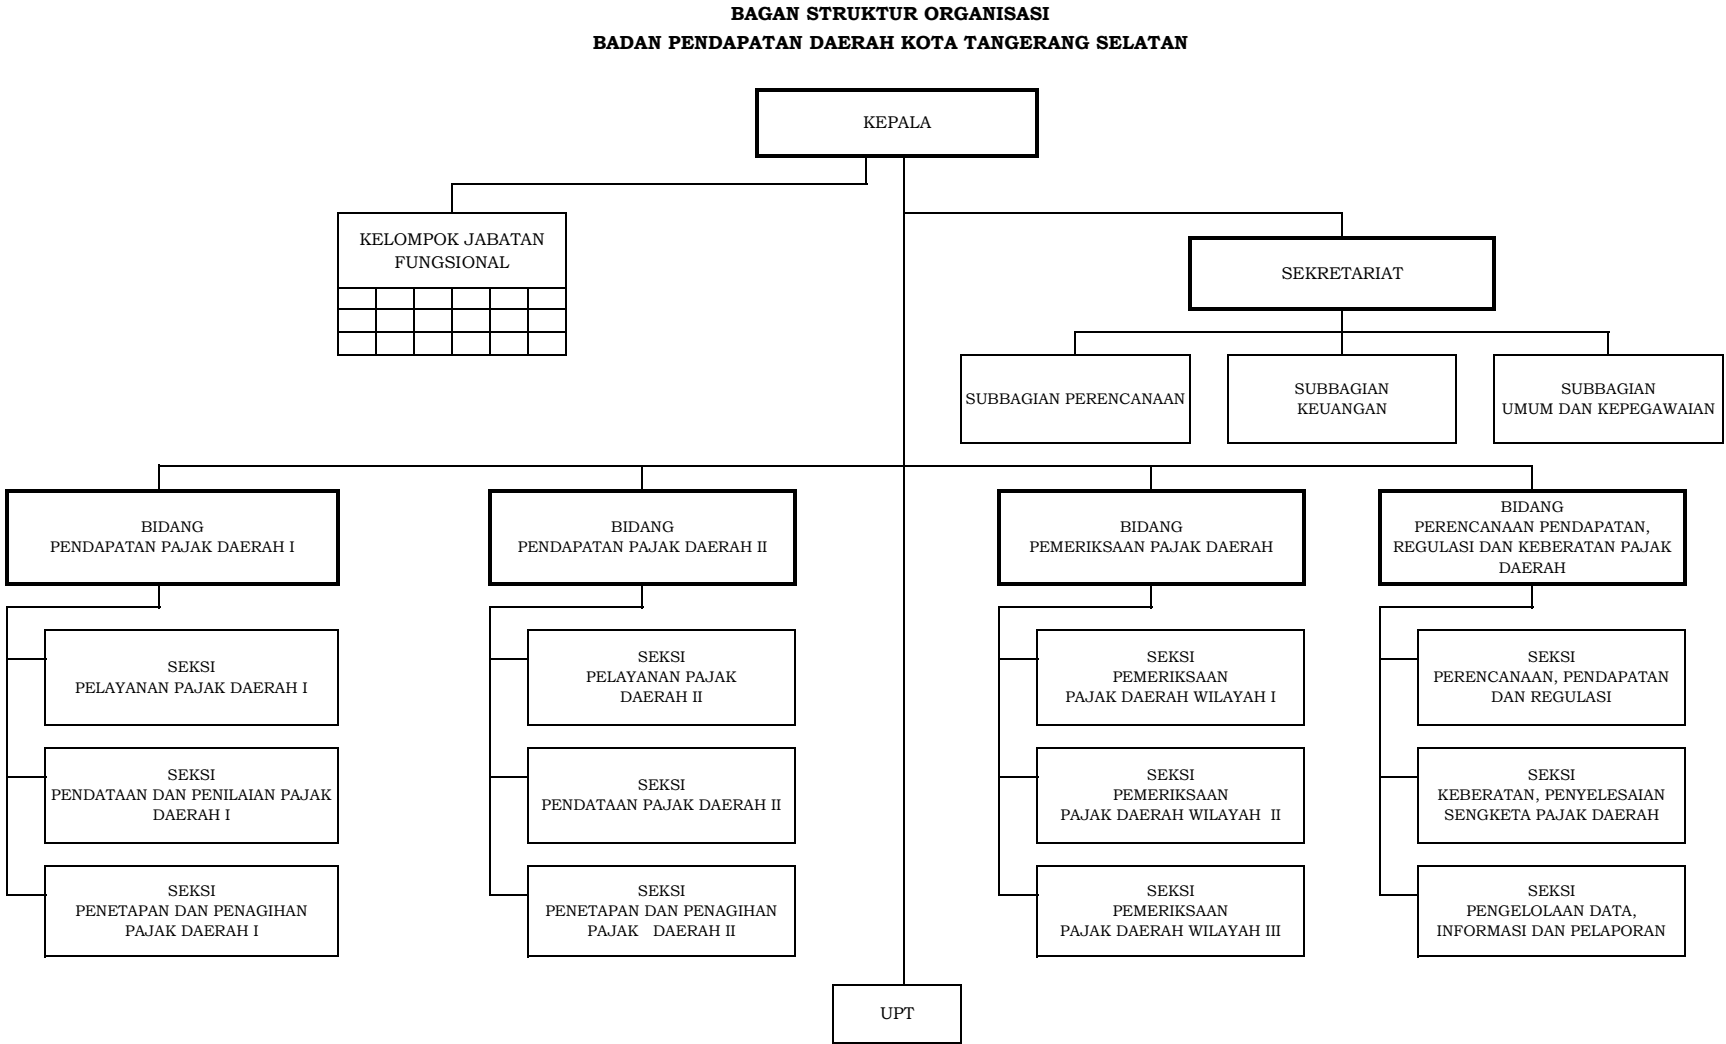 BAGAN STRUKTUR ORGANISASI
BADAN PENDAPATAN DAERAH KOTA TANGERANG SELATAN
KEPALA
KELOMPOK JABATAN
FUNGSIONAL
SEKRETARIAT
SUBBAGIAN PERENCANAAN
SUBBAGIAN
KEUANGAN
SUBBAGIAN
UMUM DAN KEPEGAWAIAN
BIDANG
PENDAPATAN PAJAK DAERAH I
BIDANG
PENDAPATAN PAJAK DAERAH II
BIDANG
PEMERIKSAAN PAJAK DAERAH
BIDANG
PERENCANAAN PENDAPATAN,
REGULASI DAN KEBERATAN PAJAK
DAERAH
SEKSI
PELAYANAN PAJAK DAERAH I
SEKSI
PELAYANAN PAJAK
DAERAH II
SEKSI
PEMERIKSAAN
PAJAK DAERAH WILAYAH I
SEKSI
PERENCANAAN, PENDAPATAN
DAN REGULASI
SEKSI
PENDATAAN DAN PENILAIAN PAJAK
DAERAH I
SEKSI
PENDATAAN PAJAK DAERAH II
SEKSI
PEMERIKSAAN
PAJAK DAERAH WILAYAH  II
SEKSI
KEBERATAN, PENYELESAIAN
SENGKETA PAJAK DAERAH
SEKSI
PENETAPAN DAN PENAGIHAN
PAJAK DAERAH I
SEKSI
PENETAPAN DAN PENAGIHAN
PAJAK   DAERAH II
SEKSI
PEMERIKSAAN
PAJAK DAERAH WILAYAH III
SEKSI
PENGELOLAAN DATA,
INFORMASI DAN PELAPORAN
UPT